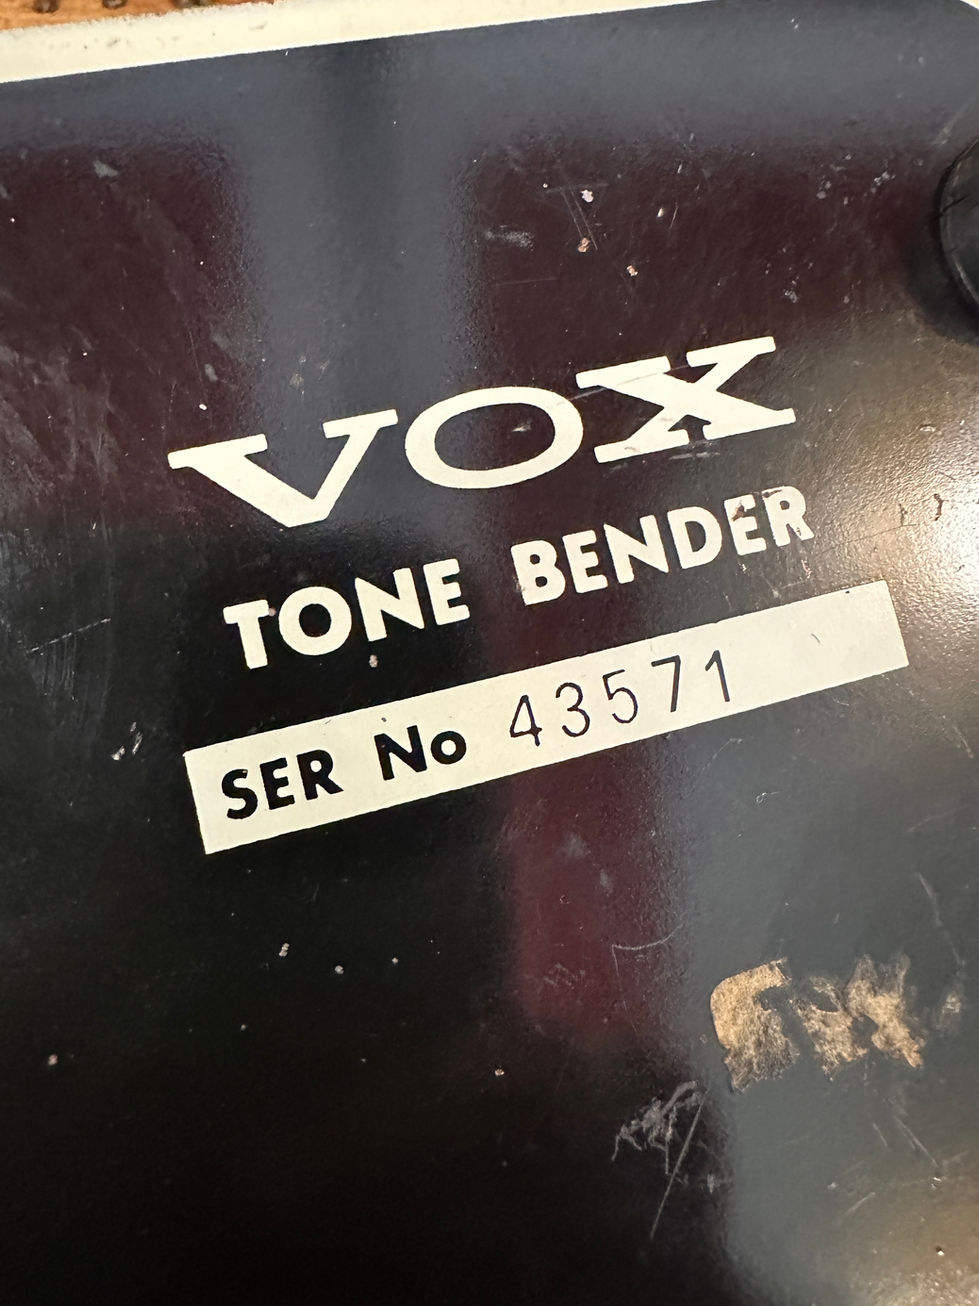 VOX
TONE BENDER
SER No 43571